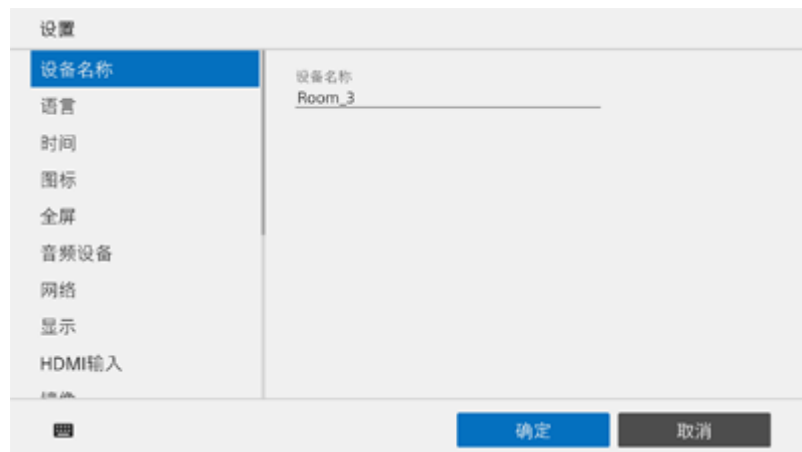 设置
设备名称
语言
时间
图标
全屏
音频设备
网络
显示
HDMI输入
设备名称
Room_3
确定
取消